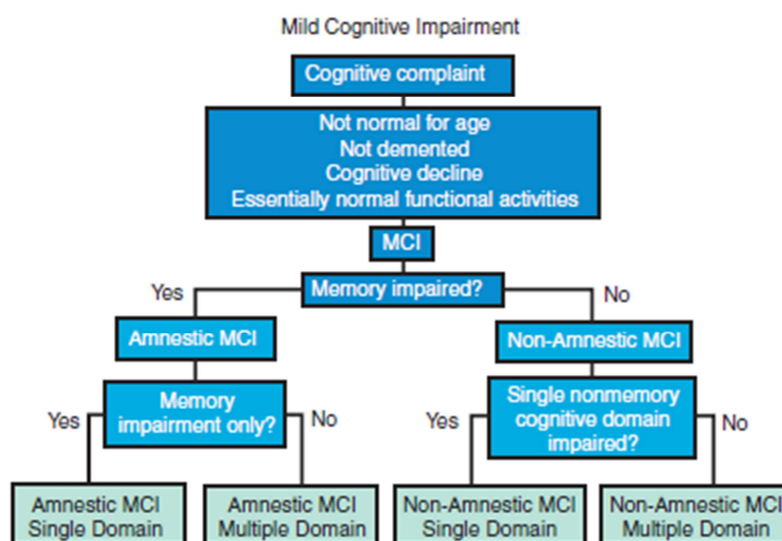 Mild Cognitive Impairment
Cognitive complaint
Not normal for age
Not demented
Cognitive decline
Essentially normal functional activities
MCI
Yes
Memory impaired?
No
Amnestic MCI
Non-Amnestic MCI
Yes
Memory
impairment only?
No
Yes
Single nonmemory
cognitive domain
impaired?
No
Amnestic MCI
Single Domain
Amnestic MCI
Multiple Domain
Non-Amnestic MCI
Single Domain
Non-Amnestic MCI
Multiple Domain